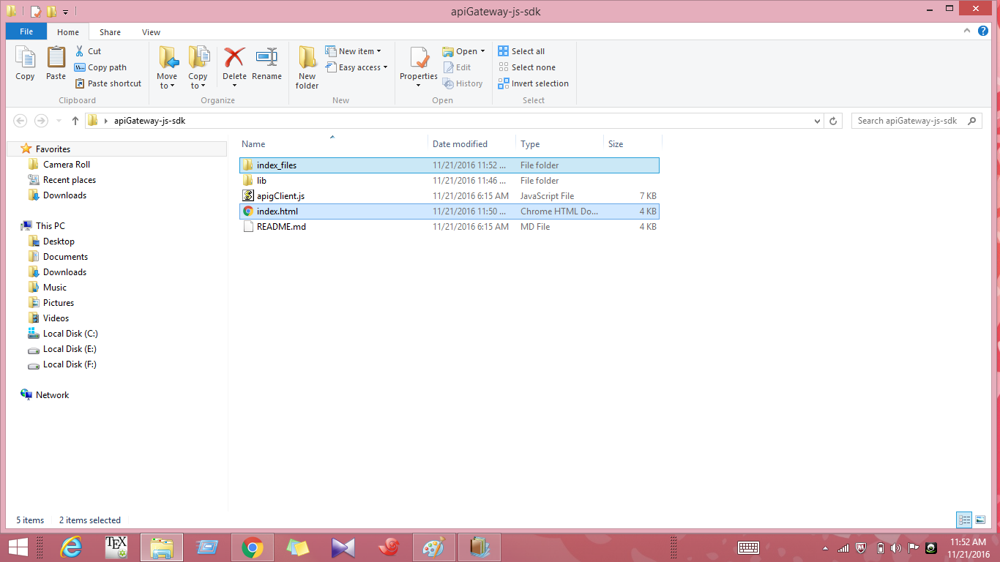 apiGateway-js-sdk
File Home Share View
Copy
Paste
Cut
Copy path
Paste shortcut
Clipboard
Move to
Copy to
Delete
Rename
Organize
New folder
New item
Easy access
New
Properties
Open
Edit
History
Open
Select all
Select none
Invert selection
Select
apiGateway-js-sdk
Search apiGateway-js-sdk
Favorites
Camera Roll
Recent places
Downloads
This PC
Desktop
Documents
Downloads
Music
Pictures
Videos
Local Disk (C:)
Local Disk (E:)
Local Disk (F:)
Network
Name Date modified Type Size
index_files 11/21/2016 11:52 ... File folder
lib 11/21/2016 11:46 ... File folder
apigClient.js 11/21/2016 6:15 AM JavaScript File 7 KB
index.html 11/21/2016 11:50 ... Chrome HTML Do... 4 KB
README.md 11/21/2016 6:15 AM MD File 4 KB
5 items 2 items selected
TEX
11:52 AM
11/21/2016